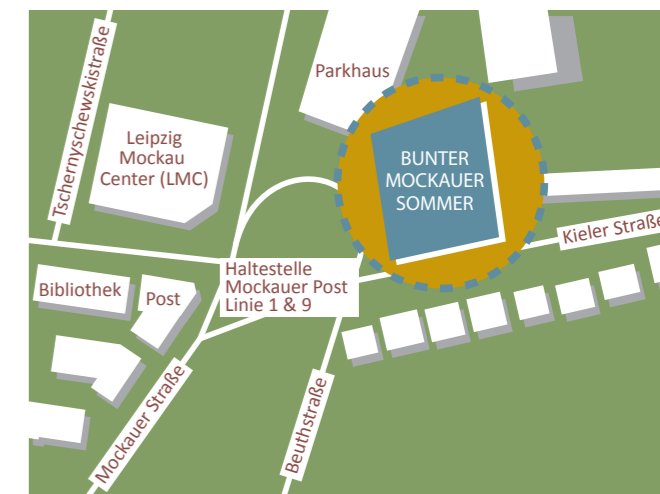 Tschernyschewskistraße
Parkhaus
Leipzig
Mockau
Center (LMC)
BUNTER
MOCKAUER
SOMMER
Kieler Straße
Haltestelle
Mockauer Post
Linie 1 & 9
Bibliothek
Post
Mockauer Straße
Beuthstraße